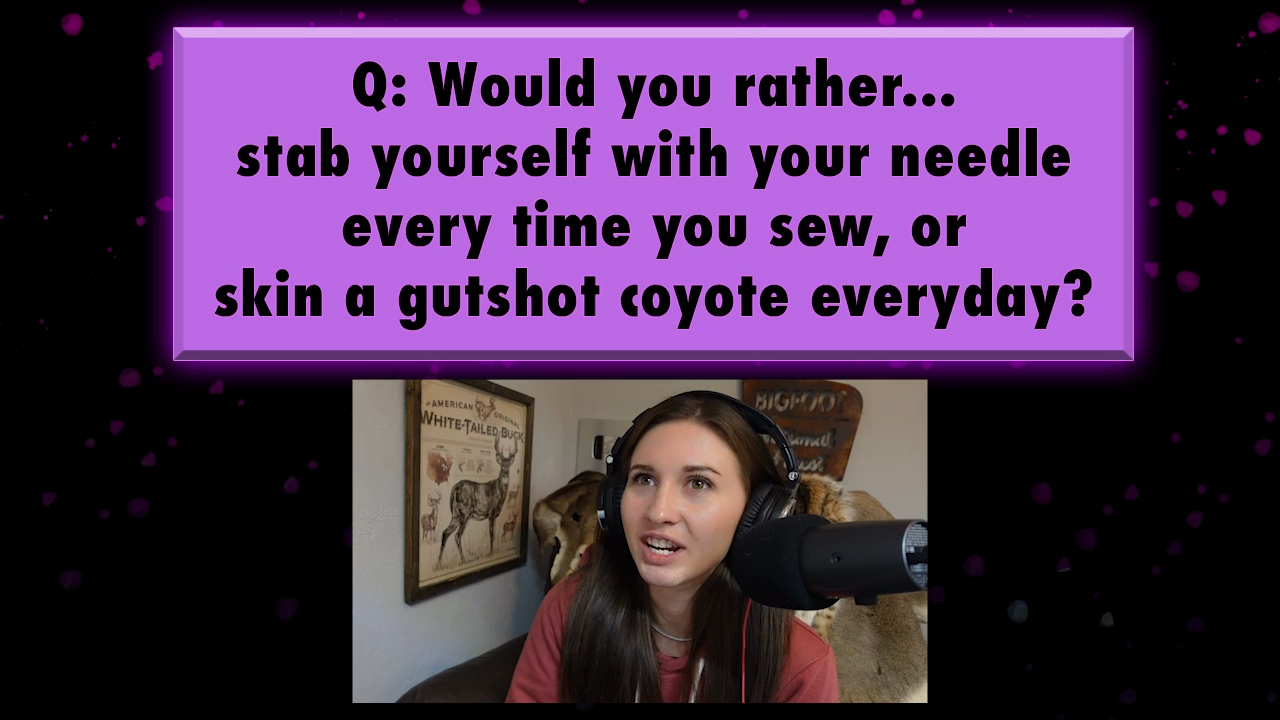 Q: Would you rather...
stab yourself with your needle
every time you sew, or
skin a gutshot coyote everyday?
AMERICAN ORIGINAL
WHITE-TAILED BUCK
BIGFOOT